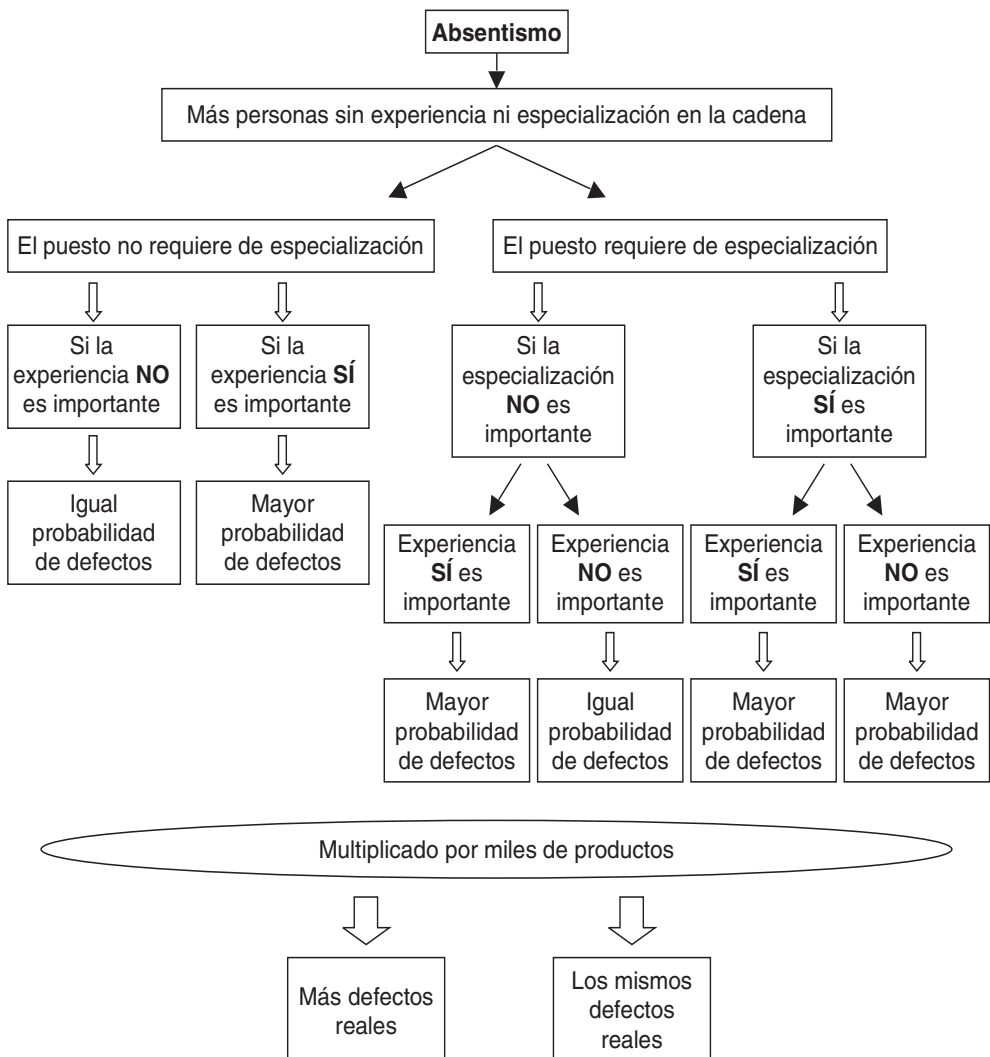 Absentismo
Más personas sin experiencia ni especialización en la cadena
El puesto no requiere de especialización
El puesto requiere de especialización
Si la
experiencia NO
es importante
Si la
experiencia SÍ
es importante
Si la
especialización
NO es
importante
Si la
especialización
SÍ es
importante
Igual
probabilidad
de defectos
Mayor
probabilidad
de defectos
Experiencia
SÍ es
importante
Experiencia
NO es
importante
Experiencia
SÍ es
importante
Experiencia
NO es
importante
Mayor
probabilidad
de defectos
Igual
probabilidad
de defectos
Mayor
probabilidad
de defectos
Mayor
probabilidad
de defectos
Multiplicado por miles de productos
Más defectos
reales
Los mismos
defectos
reales